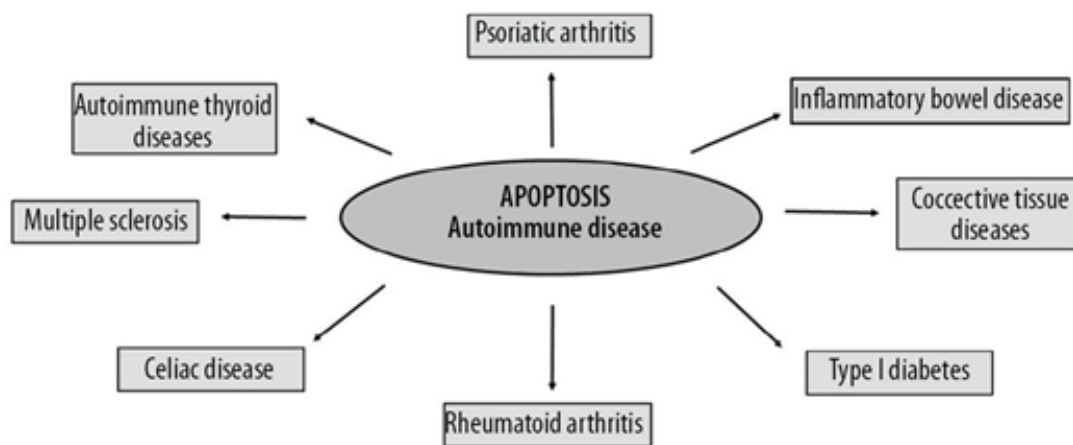 Psoriatic arthritis
Autoimmune thyroid
diseases
Inflammatory bowel disease
APOPTOSIS
Autoimmune disease
Multiple sclerosis
Coccective tissue
diseases
Celiac disease
Type I diabetes
Rheumatoid arthritis